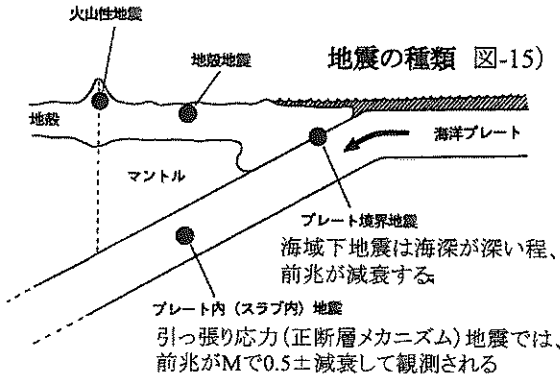 火山性地震
地殻地震
地震の種類 図-15)
地殻
海洋プレート
マントル
プレート境界地震
海域下地震は海深が深い程、
前兆が減衰する。
プレート内（スラブ内）地震
引っ張り応力(正断層メカニズム)地震では、
前兆がMで0.5±減衰して観測される